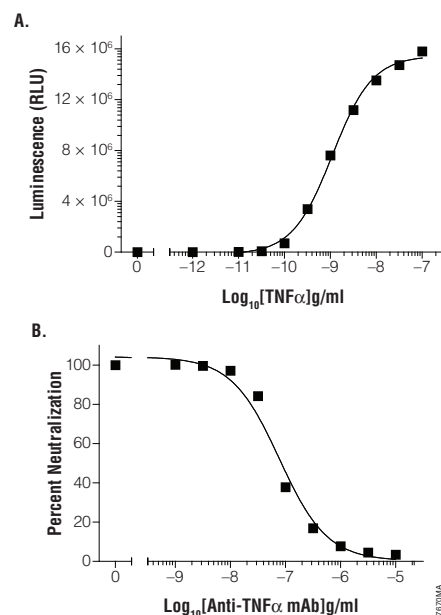 A.
Luminescence (RLU)
16 × 10⁶
12 × 10⁶
8 × 10⁶
4 × 10⁶
0
0 –12 –11 –10 –9 –8 –7
Log₁₀[TNFα]g/ml
B.
Percent Neutralization
100
80
60
40
20
0
0 –9 –8 –7 –6 –5
Log₁₀[Anti-TNFα mAb]g/ml
7670MA